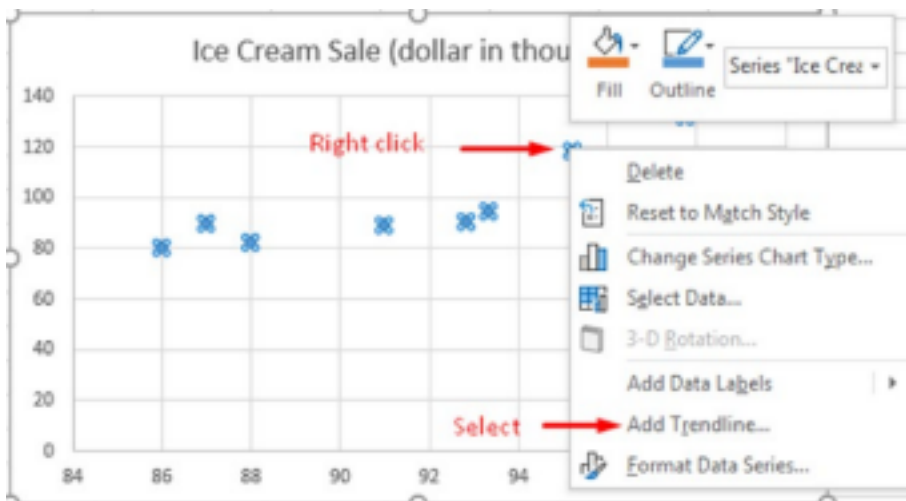 Ice Cream Sale (dollar in thou
Fill Outline
Series "Ice Crea
140
120
100
80
60
40
20
0
84 86 88 90 92 94
Right click
Select
Delete
Reset to Match Style
Change Series Chart Type...
Select Data...
3-D Rotation...
Add Data Labels
Add Trendline...
Format Data Series...